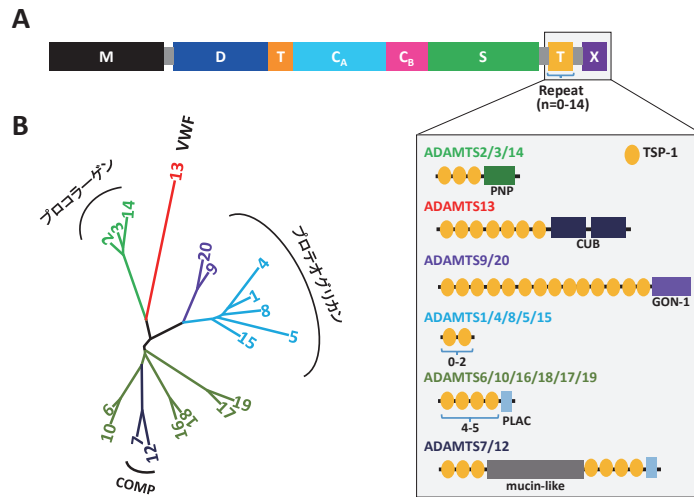 A
M
D
T
CA
CB
S
T
X
Repeat
(n=0-14)
B
プロコラーゲン
VWF
プロテオグリカン
COMP
2
3
14
13
20
9
4
1
8
5
15
19
17
18
16
12
7
6
10
ADAMTS2/3/14
TSP-1
PNP
ADAMTS13
CUB
ADAMTS9/20
GON-1
ADAMTS1/4/8/5/15
0-2
ADAMTS6/10/16/18/17/19
4-5
PLAC
ADAMTS7/12
mucin-like